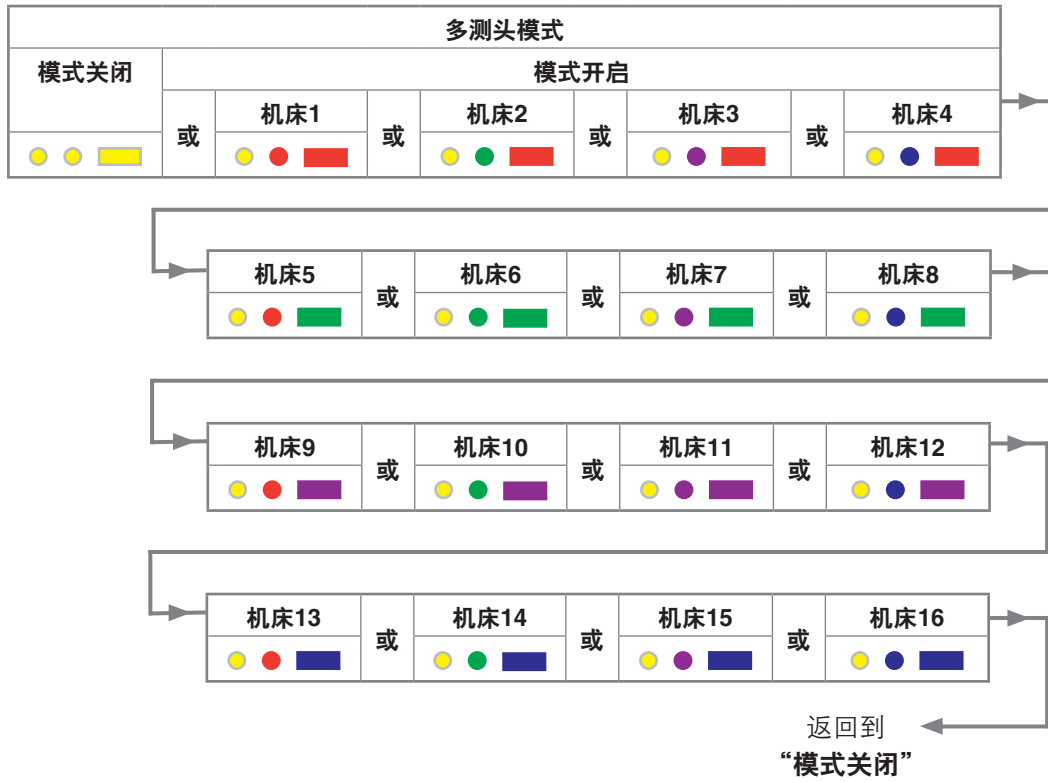 多测头模式
模式关闭
模式开启
或 机床1 或 机床2 或 机床3 或 机床4
机床5 或 机床6 或 机床7 或 机床8
机床9 或 机床10 或 机床11 或 机床12
机床13 或 机床14 或 机床15 或 机床16
返回到
“模式关闭”